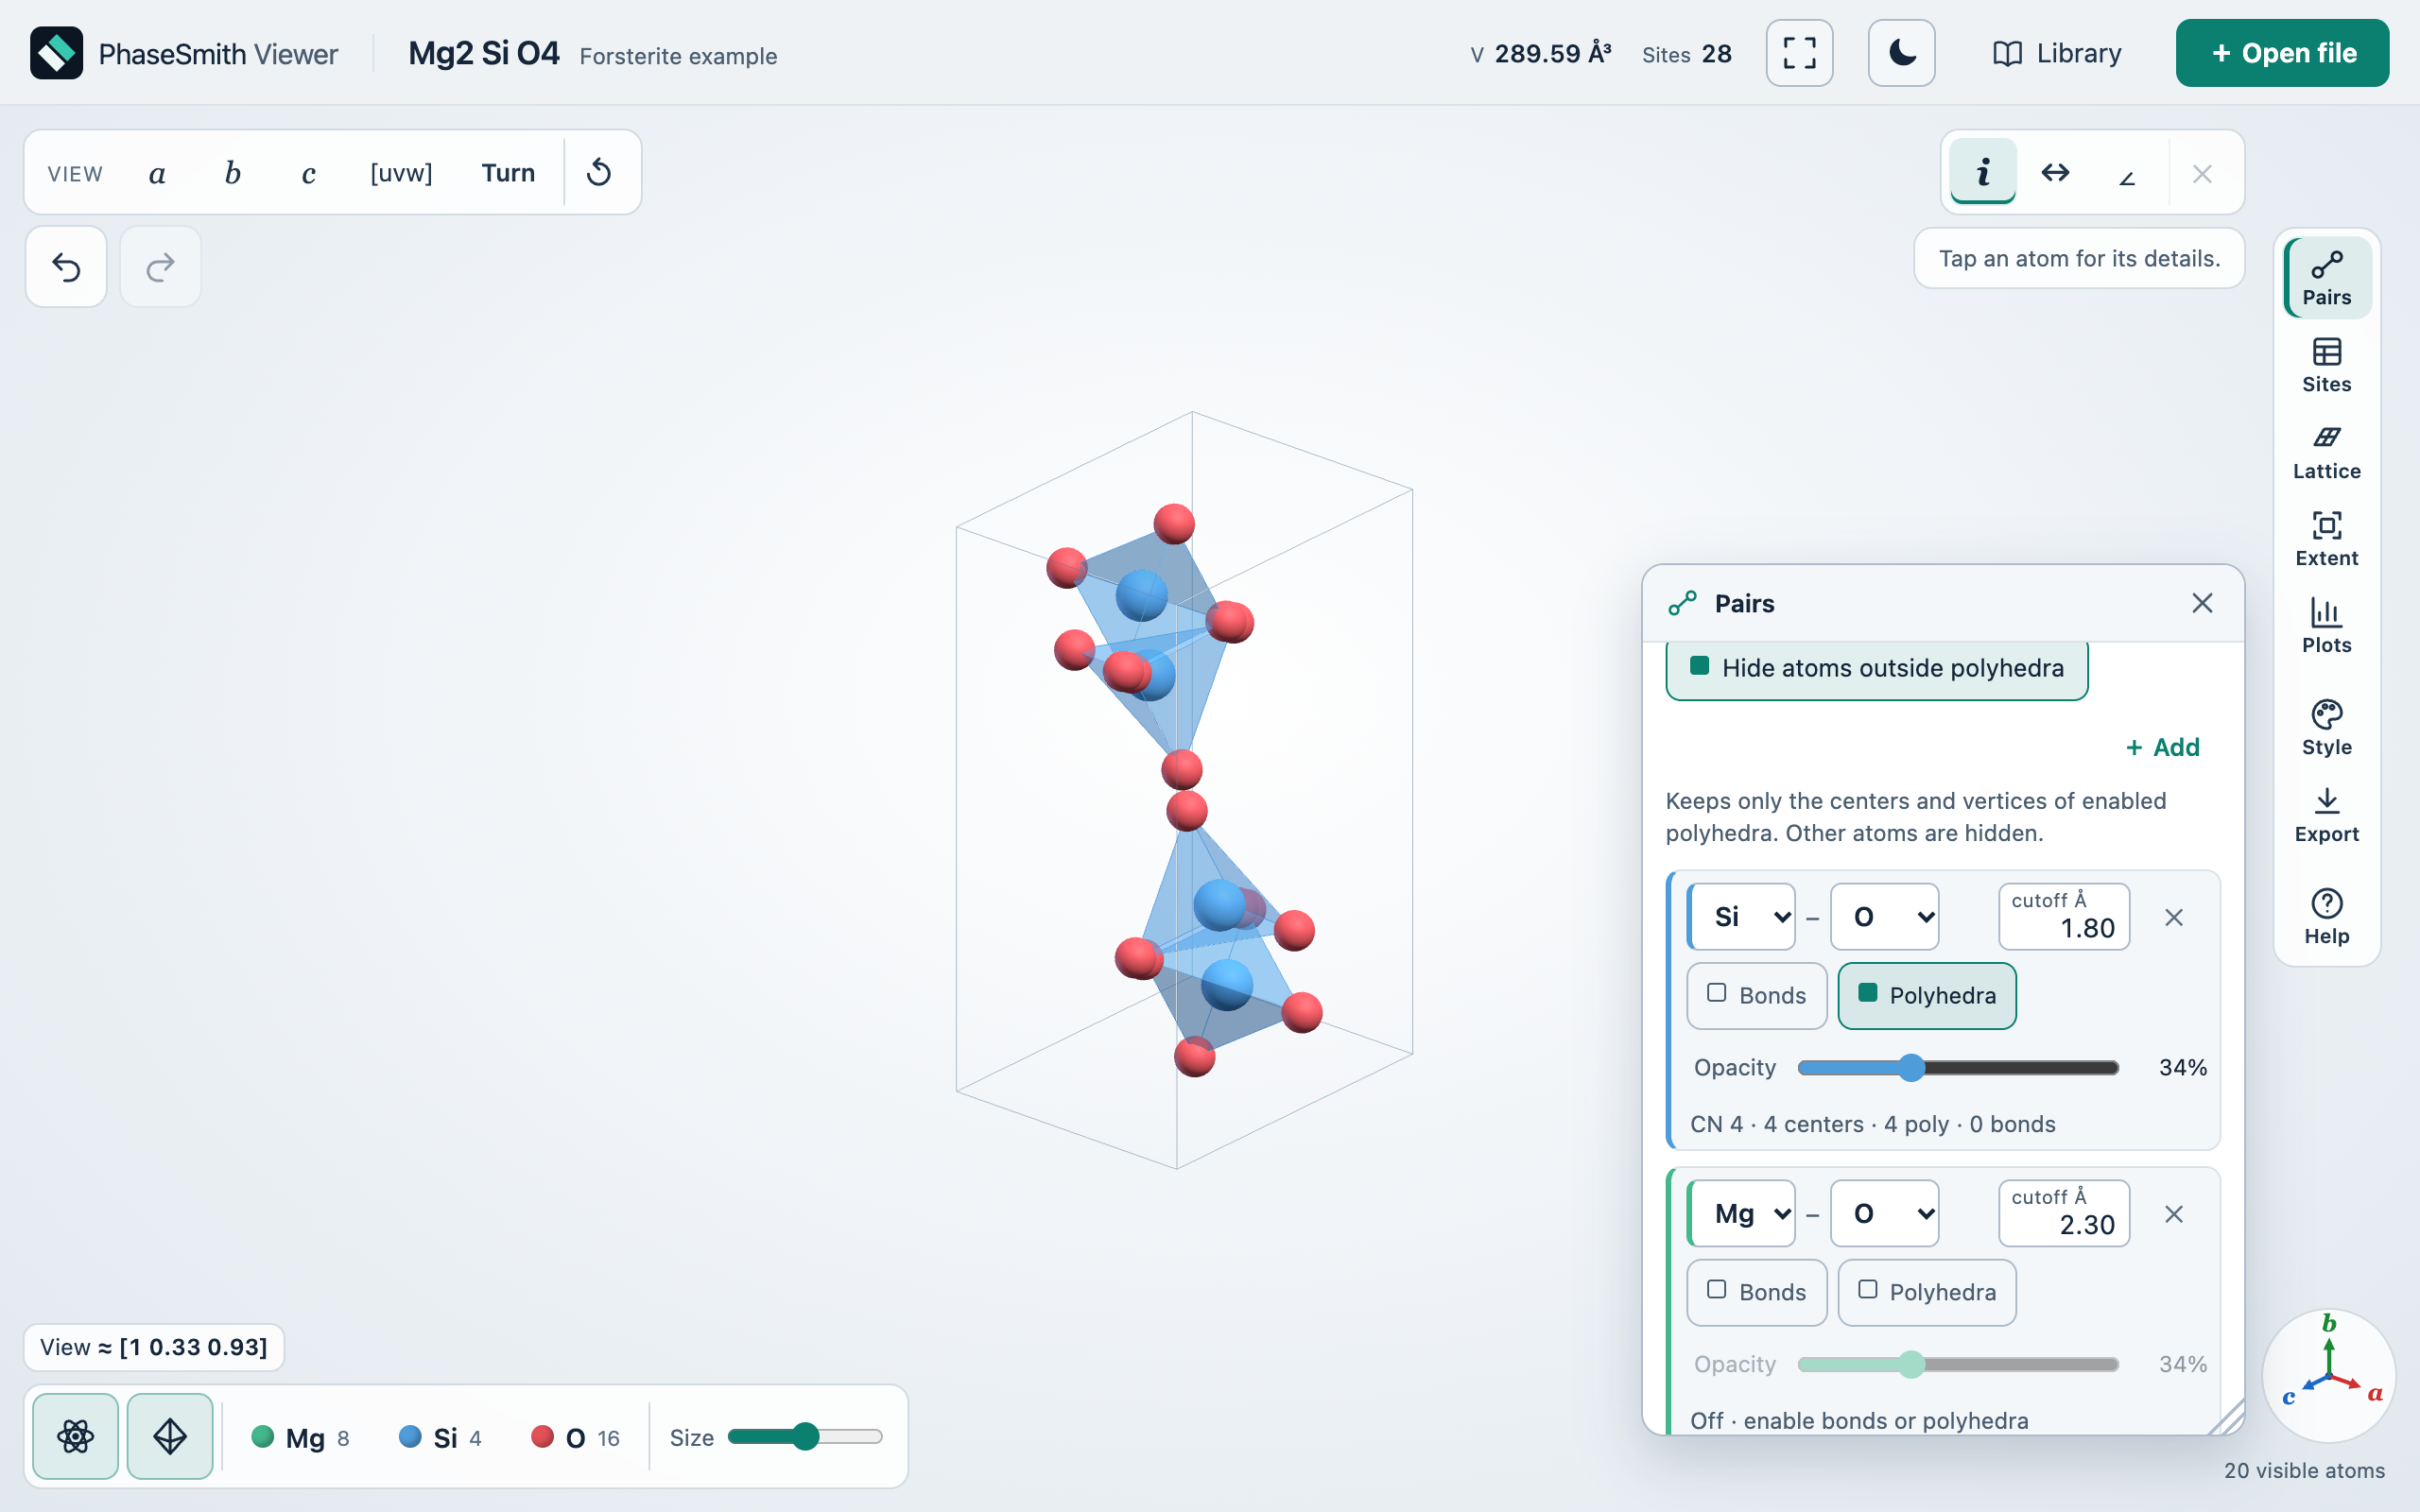 PhaseSmith Viewer
Mg2 Si O4 Forsterite example
V 289.59 Å³ Sites 28
Library
+ Open file
VIEW a b c [uvw] Turn
i
Tap an atom for its details.
Pairs
Sites
Lattice
Extent
Plots
Style
Export
Help
Pairs
Hide atoms outside polyhedra
+ Add
Keeps only the centers and vertices of enabled
polyhedra. Other atoms are hidden.
Si – O cutoff Å 1.80
Bonds Polyhedra
Opacity 34%
CN 4 · 4 centers · 4 poly · 0 bonds
Mg – O cutoff Å 2.30
Bonds Polyhedra
Opacity 34%
Off · enable bonds or polyhedra
View ≈ [1 0.33 0.93]
Mg 8 Si 4 O 16 Size
b
c a
20 visible atoms